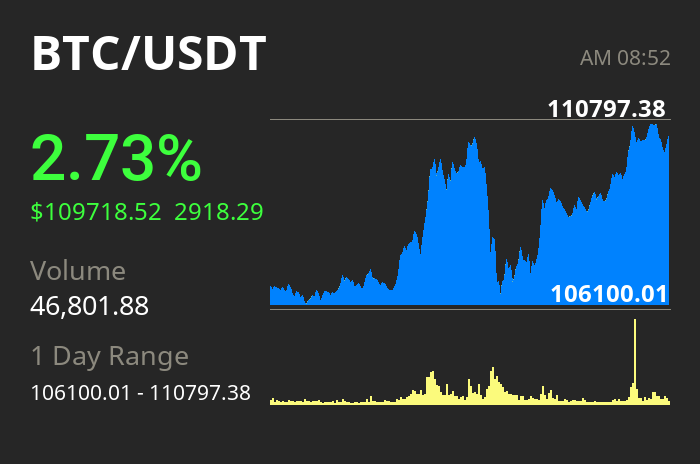 BTC/USDT
AM 08:52
110797.38
2.73%
$109718.52 2918.29
Volume
46,801.88
106100.01
1 Day Range
106100.01 - 110797.38